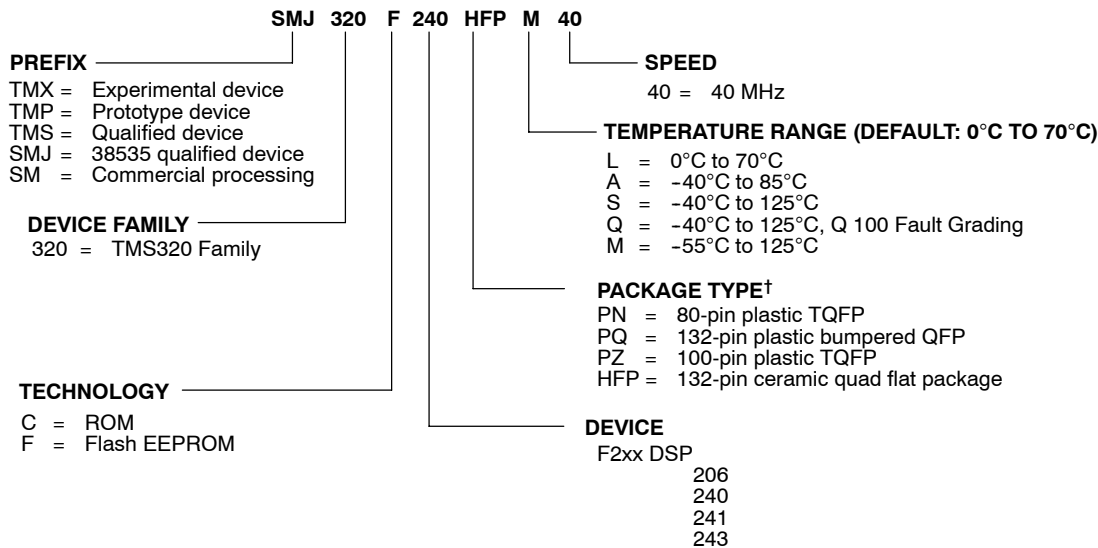 SMJ 320 F 240 HFP M 40
PREFIX
TMX = Experimental device
TMP = Prototype device
TMS = Qualified device
SMJ = 38535 qualified device
SM = Commercial processing
DEVICE FAMILY
320 = TMS320 Family
TECHNOLOGY
C = ROM
F = Flash EEPROM
SPEED
40 = 40 MHz
TEMPERATURE RANGE (DEFAULT: 0°C TO 70°C)
L = 0°C to 70°C
A = −40°C to 85°C
S = −40°C to 125°C
Q = −40°C to 125°C, Q 100 Fault Grading
M = −55°C to 125°C
PACKAGE TYPE†
PN = 80-pin plastic TQFP
PQ = 132-pin plastic bumpered QFP
PZ = 100-pin plastic TQFP
HFP = 132-pin ceramic quad flat package
DEVICE
F2xx DSP
206
240
241
243